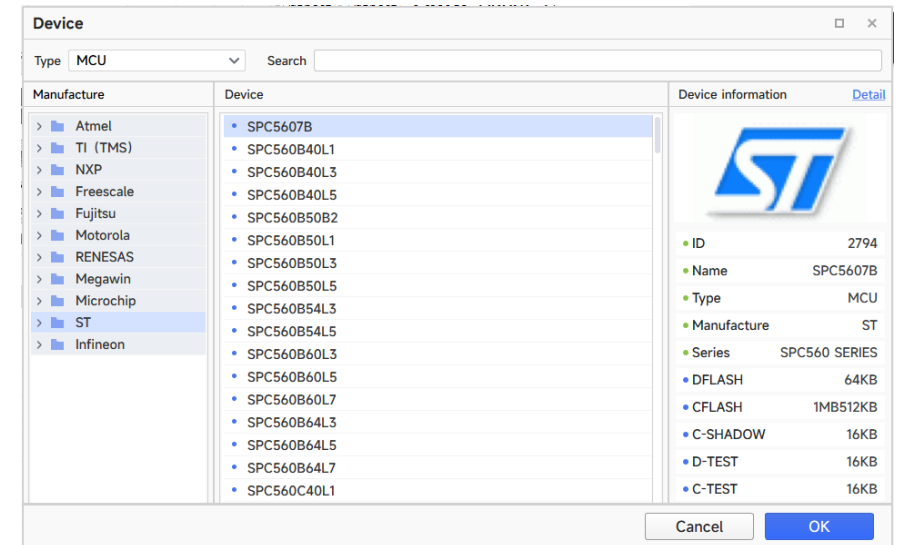 Device
Type MCU Search
Manufacture
Atmel
TI (TMS)
NXP
Freescale
Fujitsu
Motorola
RENESAS
Megawin
Microchip
ST
Infineon
Device
SPC5607B
SPC560B40L1
SPC560B40L3
SPC560B40L5
SPC560B50B2
SPC560B50L1
SPC560B50L3
SPC560B50L5
SPC560B54L3
SPC560B54L5
SPC560B60L3
SPC560B60L5
SPC560B60L7
SPC560B64L3
SPC560B64L5
SPC560B64L7
SPC560C40L1
Device information Detail
ST
ID 2794
Name SPC5607B
Type MCU
Manufacture ST
Series SPC560 SERIES
DFLASH 64KB
CFLASH 1MB512KB
C-SHADOW 16KB
D-TEST 16KB
C-TEST 16KB
Cancel OK